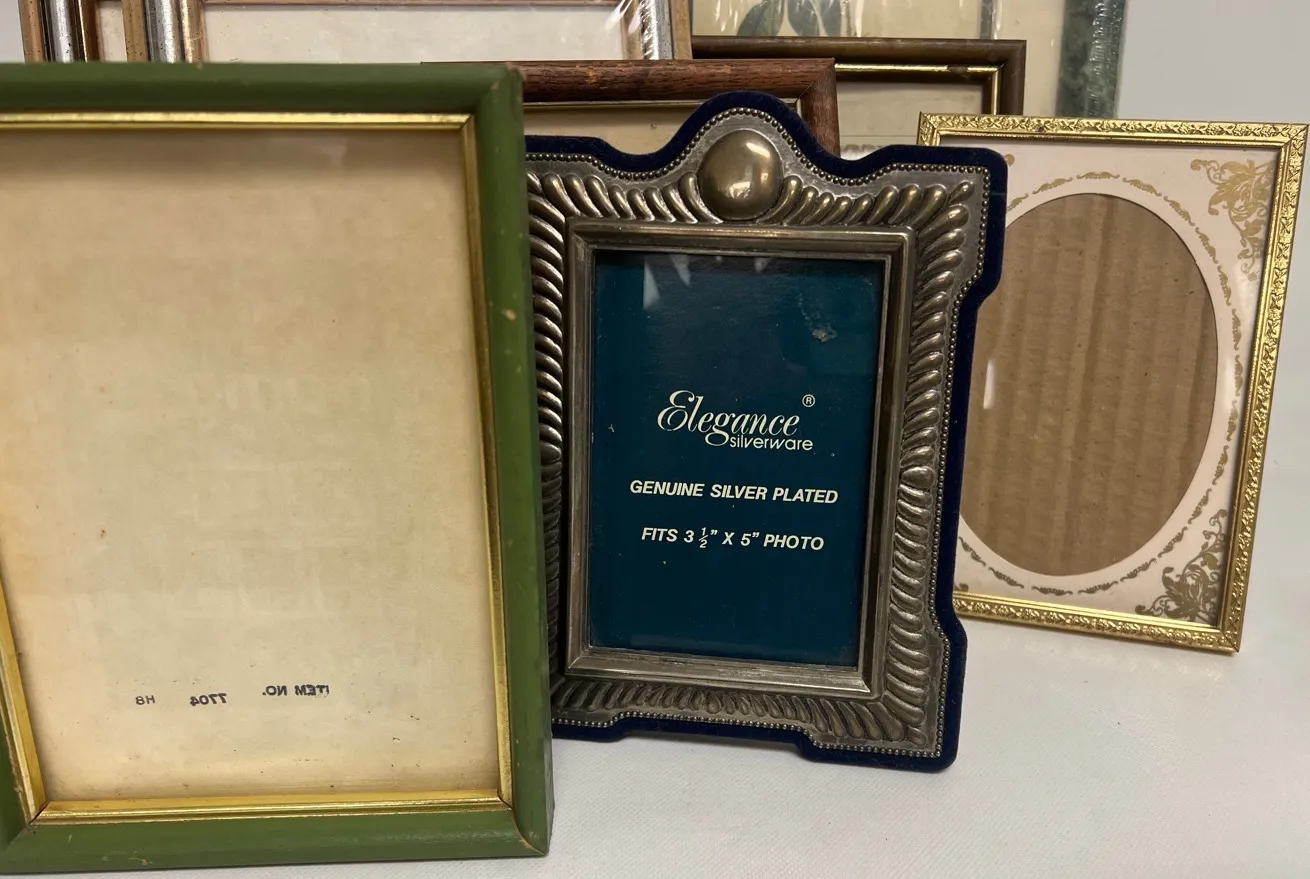 Elegance®
silverware
GENUINE SILVER PLATED
FITS 3 ½" X 5" PHOTO
ITEM NO. 7704 H8